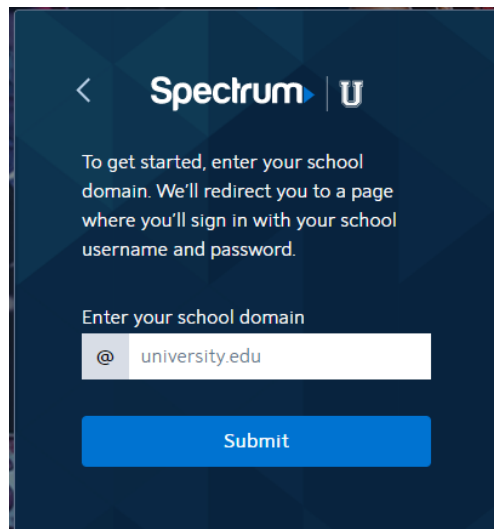 Spectrum U
To get started, enter your school
domain. We'll redirect you to a page
where you'll sign in with your school
username and password.
Enter your school domain
@ university.edu
Submit